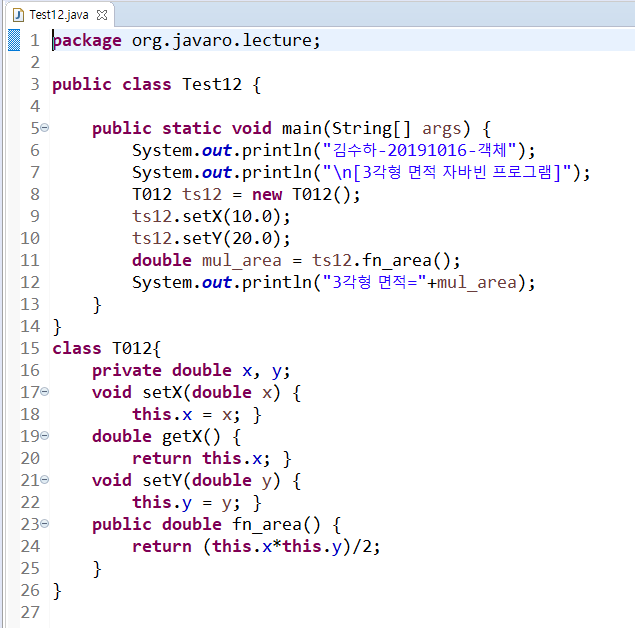 Test12.java
1 package org.javaro.lecture;
2
3 public class Test12 {
4
5     public static void main(String[] args) {
6         System.out.println("김수하-20191016-객체");
7         System.out.println("\n[3각형 면적 자바빈 프로그램]");
8         T012 ts12 = new T012();
9         ts12.setX(10.0);
10         ts12.setY(20.0);
11         double mul_area = ts12.fn_area();
12         System.out.println("3각형 면적="+mul_area);
13     }
14 }
15 class T012{
16     private double x, y;
17     void setX(double x) {
18         this.x = x; }
19     double getX() {
20         return this.x; }
21     void setY(double y) {
22         this.y = y; }
23     public double fn_area() {
24         return (this.x*this.y)/2;
25     }
26 }
27